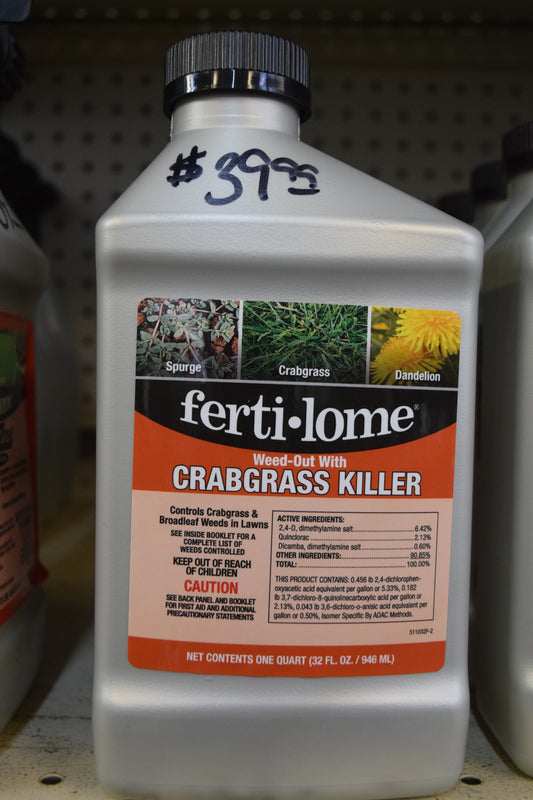 $39.99
Spurge
Crabgrass
Dandelion
ferti•lome®
Weed-Out With
CRABGRASS KILLER
Controls Crabgrass &
Broadleaf Weeds in Lawns
SEE INSIDE BOOKLET FOR A
COMPLETE LIST OF
WEEDS CONTROLLED
KEEP OUT OF REACH
OF CHILDREN
CAUTION
SEE BACK PANEL AND BOOKLET
FOR FIRST AID AND ADDITIONAL
PRECAUTIONARY STATEMENTS
ACTIVE INGREDIENTS:
2,4-D, dimethylamine salt..............................6.42%
Quinclorac......................................................2.13%
Dicamba, dimethylamine salt.........................0.60%
OTHER INGREDIENTS: 90.85%
TOTAL:..........................................................100.00%
THIS PRODUCT CONTAINS: 0.456 lb 2,4-dichlorophen-
oxyacetic acid equivalent per gallon or 5.33%, 0.182
lb 3,7-dichloro-8-quinolinecarboxylic acid per gallon or
2.13%, 0.043 lb 3,6-dichloro-o-anisic acid equivalent per
gallon or 0.50%, Isomer Specific By AOAC Methods.
S11032F-2
NET CONTENTS ONE QUART (32 FL. OZ. / 946 ML)